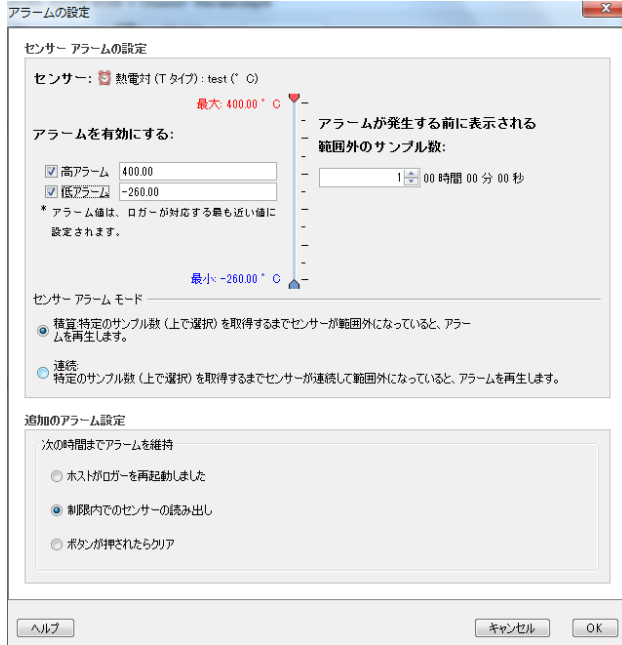 アラームの設定
センサー アラームの設定
センサー: 熱電対 (T タイプ) : test (° C)
最大: 400.00 ° C
アラームを有効にする:
高アラーム 400.00
低アラーム -260.00
* アラーム値は、ロガーが対応する最も近い値に
設定されます。
最小: -260.00 ° C
アラームが発生する前に表示される
範囲外のサンプル数:
1 00 時間 00 分 00 秒
センサー アラーム モード
積算:特定のサンプル数 (上で選択) を取得するまでセンサーが範囲外になっていると、アラー
ムを再生します。
連続:
特定のサンプル数 (上で選択) を取得するまでセンサーが連続して範囲外になっていると、アラームを再生します。
追加のアラーム設定
次の時間までアラームを維持
ホストがロガーを再起動しました
制限内でのセンサーの読み出し
ボタンが押されたらクリア
ヘルプ
キャンセル
OK